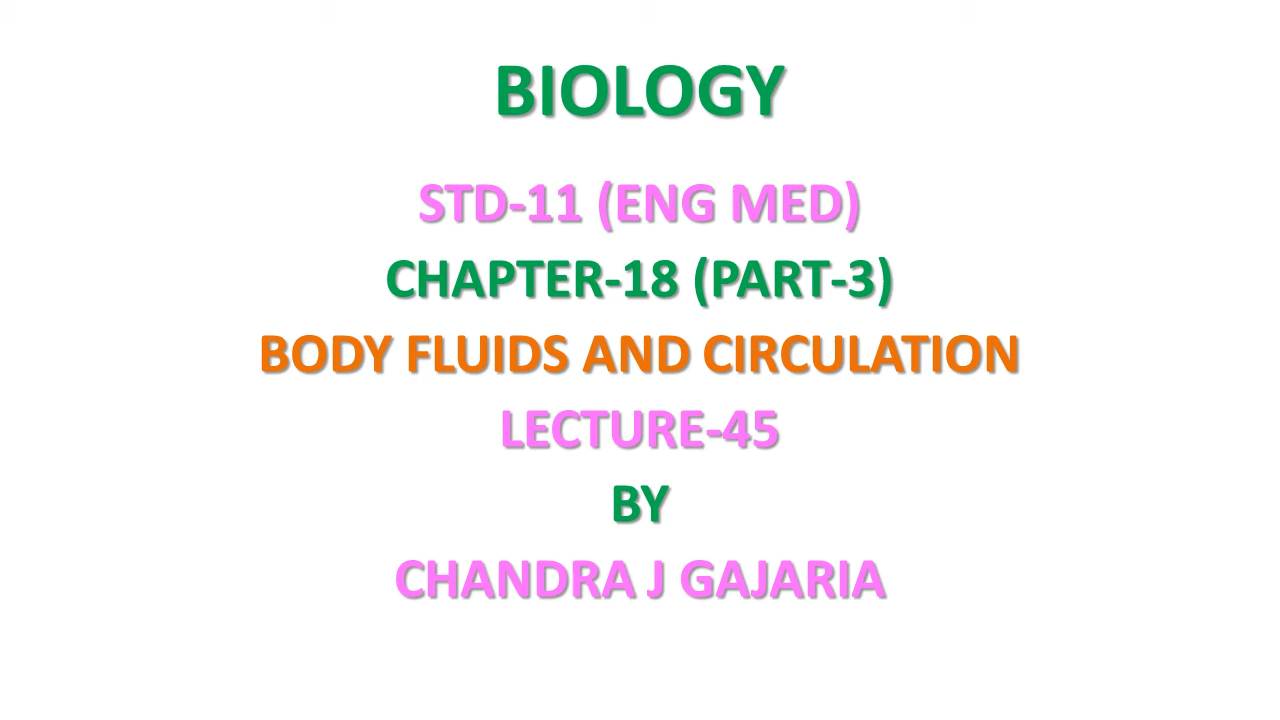 BIOLOGY
STD-11 (ENG MED)
CHAPTER-18 (PART-3)
BODY FLUIDS AND CIRCULATION
LECTURE-45
BY
CHANDRA J GAJARIA